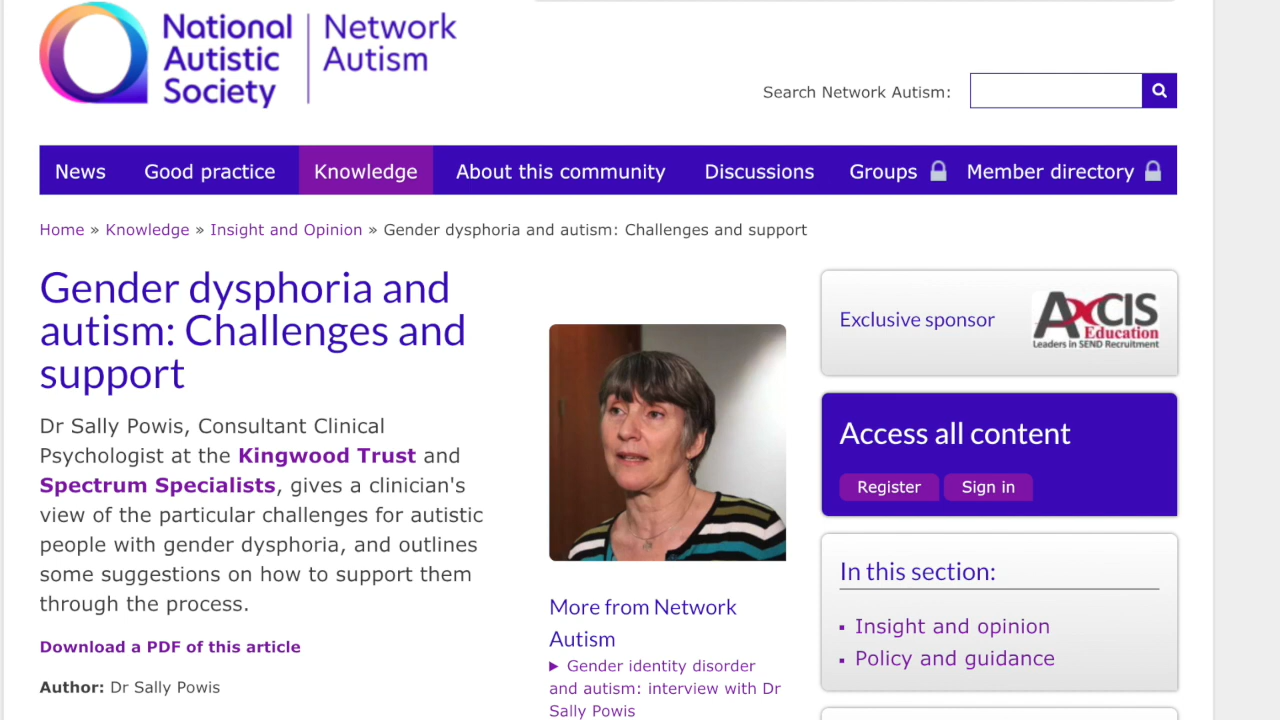 National
Autistic
Society
Network
Autism
Search Network Autism:
News Good practice Knowledge About this community Discussions Groups Member directory
Home » Knowledge » Insight and Opinion » Gender dysphoria and autism: Challenges and support
Gender dysphoria and
autism: Challenges and
support
Dr Sally Powis, Consultant Clinical
Psychologist at the Kingwood Trust and
Spectrum Specialists, gives a clinician's
view of the particular challenges for autistic
people with gender dysphoria, and outlines
some suggestions on how to support them
through the process.
Download a PDF of this article
Author: Dr Sally Powis
More from Network
Autism
Gender identity disorder
and autism: interview with Dr
Sally Powis
Exclusive sponsor
AXCIS
Education
Leaders in SEND Recruitment
Access all content
Register Sign in
In this section:
Insight and opinion
Policy and guidance